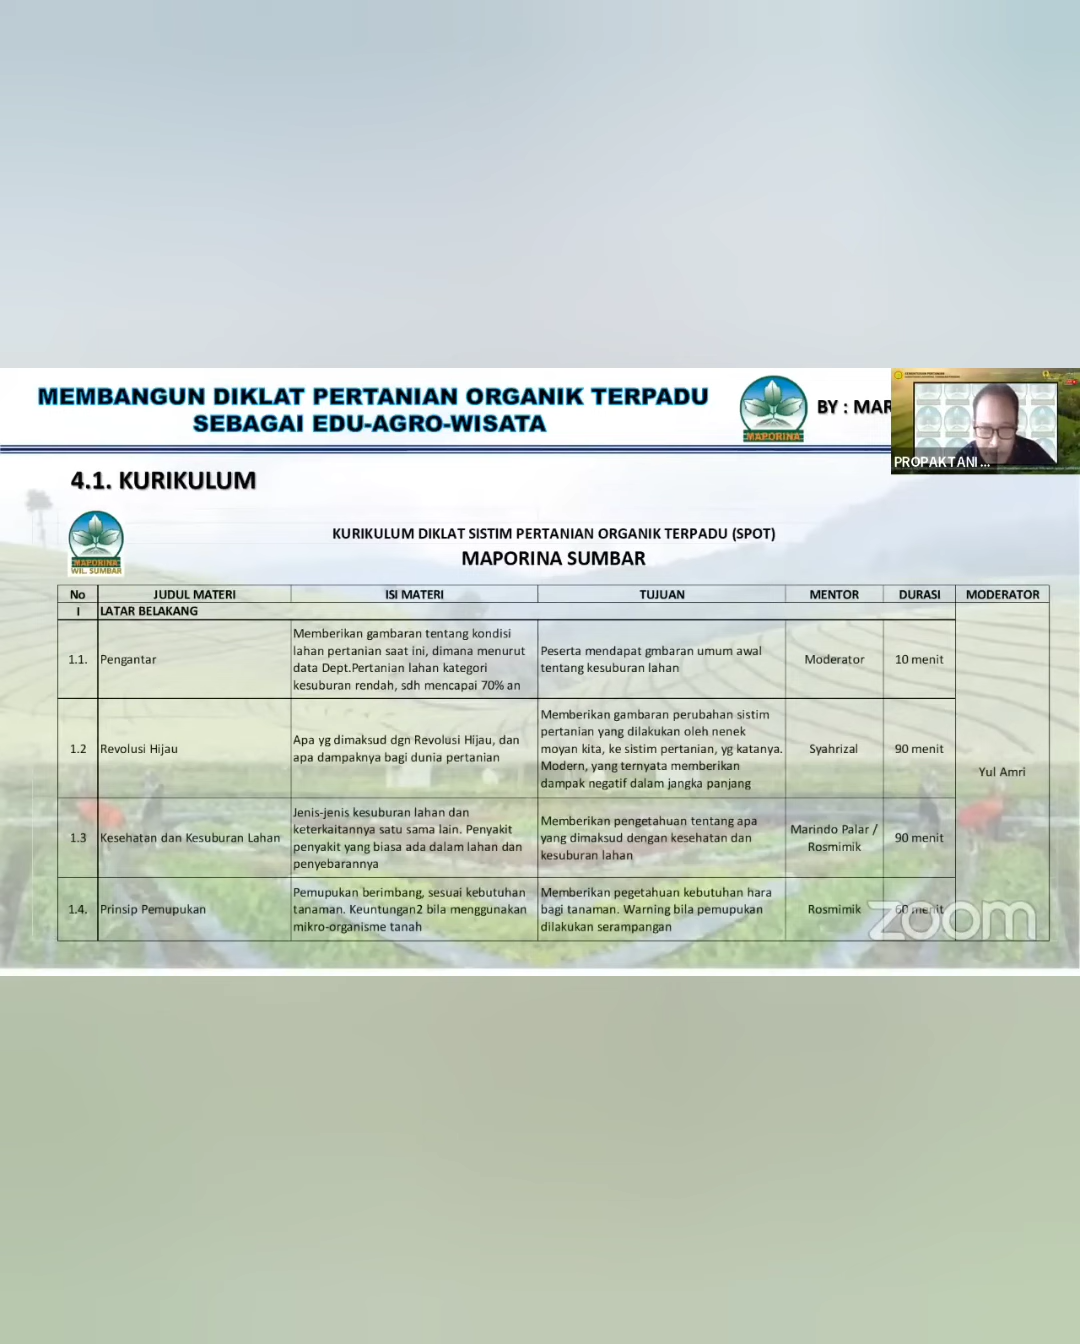 MEMBANGUN DIKLAT PERTANIAN ORGANIK TERPADU
SEBAGAI EDU-AGRO-WISATA
MAPORINA
BY : MAR
PROPAKTANI ...
4.1. KURIKULUM
MAPORINA
WIL. SUMBAR
KURIKULUM DIKLAT SISTIM PERTANIAN ORGANIK TERPADU (SPOT)
MAPORINA SUMBAR
No JUDUL MATERI ISI MATERI TUJUAN MENTOR DURASI MODERATOR
I LATAR BELAKANG
1.1. Pengantar
Memberikan gambaran tentang kondisi
lahan pertanian saat ini, dimana menurut
data Dept.Pertanian lahan kategori
kesuburan rendah, sdh mencapai 70% an
Peserta mendapat gmbaran umum awal
tentang kesuburan lahan
Moderator
10 menit
1.2 Revolusi Hijau
Apa yg dimaksud dgn Revolusi Hijau, dan
apa dampaknya bagi dunia pertanian
Memberikan gambaran perubahan sistim
pertanian yang dilakukan oleh nenek
moyan kita, ke sistim pertanian, yg katanya.
Modern, yang ternyata memberikan
dampak negatif dalam jangka panjang
Syahrizal
90 menit
Yul Amri
1.3 Kesehatan dan Kesuburan Lahan
Jenis-jenis kesuburan lahan dan
keterkaitannya satu sama lain. Penyakit
penyakit yang biasa ada dalam lahan dan
penyebarannya
Memberikan pengetahuan tentang apa
yang dimaksud dengan kesehatan dan
kesuburan lahan
Marindo Palar /
Rosmimik
90 menit
1.4. Prinsip Pemupukan
Pemupukan berimbang, sesuai kebutuhan
tanaman. Keuntungan2 bila menggunakan
mikro-organisme tanah
Memberikan pegetahuan kebutuhan hara
bagi tanaman. Warning bila pemupukan
dilakukan serampangan
Rosmimik
60 menit
zoom